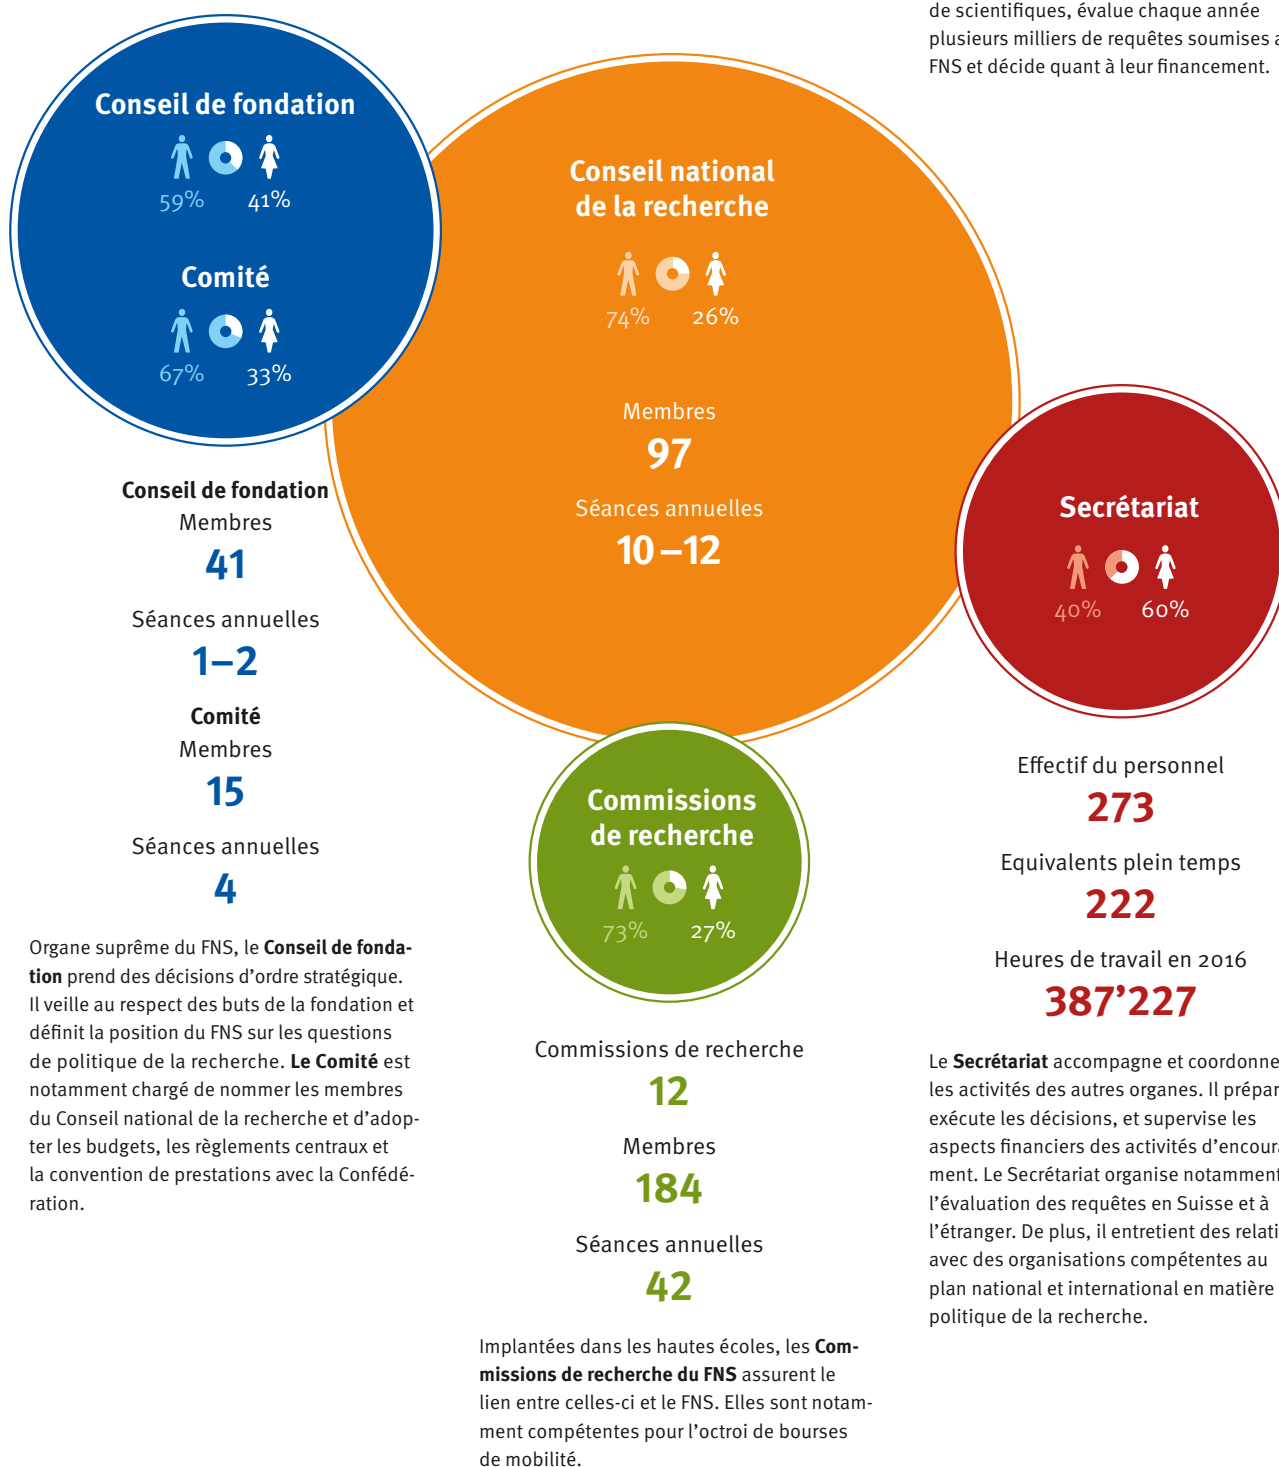 de scientifiques, évalue chaque année
plusieurs milliers de requêtes soumises
FNS et décide quant à leur financement.
Conseil de fondation
59% 41%
Comité
67% 33%
Conseil de fondation
Membres
41
Séances annuelles
1–2
Comité
Membres
15
Séances annuelles
4
Organe suprême du FNS, le Conseil de fonda-
tion prend des décisions d’ordre stratégique.
Il veille au respect des buts de la fondation et
définit la position du FNS sur les questions
de politique de la recherche. Le Comité est
notamment chargé de nommer les membres
du Conseil national de la recherche et d’adop-
ter les budgets, les règlements centraux et
la convention de prestations avec la Confédé-
ration.
Conseil national
de la recherche
74% 26%
Membres
97
Séances annuelles
10–12
Commissions
de recherche
73% 27%
Commissions de recherche
12
Membres
184
Séances annuelles
42
Implantées dans les hautes écoles, les Com-
missions de recherche du FNS assurent le
lien entre celles-ci et le FNS. Elles sont notam-
ment compétentes pour l’octroi de bourses
de mobilité.
Secrétariat
40% 60%
Effectif du personnel
273
Equivalents plein temps
222
Heures de travail en 2016
387’227
Le Secrétariat accompagne et coordonne
les activités des autres organes. Il
exécute les décisions, et supervise les
aspects financiers des activités
ment. Le Secrétariat organise notamment
l’évaluation des requêtes en Suisse et à
l’étranger. De plus, il entretient des
avec des organisations compétentes au
plan national et international en matière
politique de la recherche.